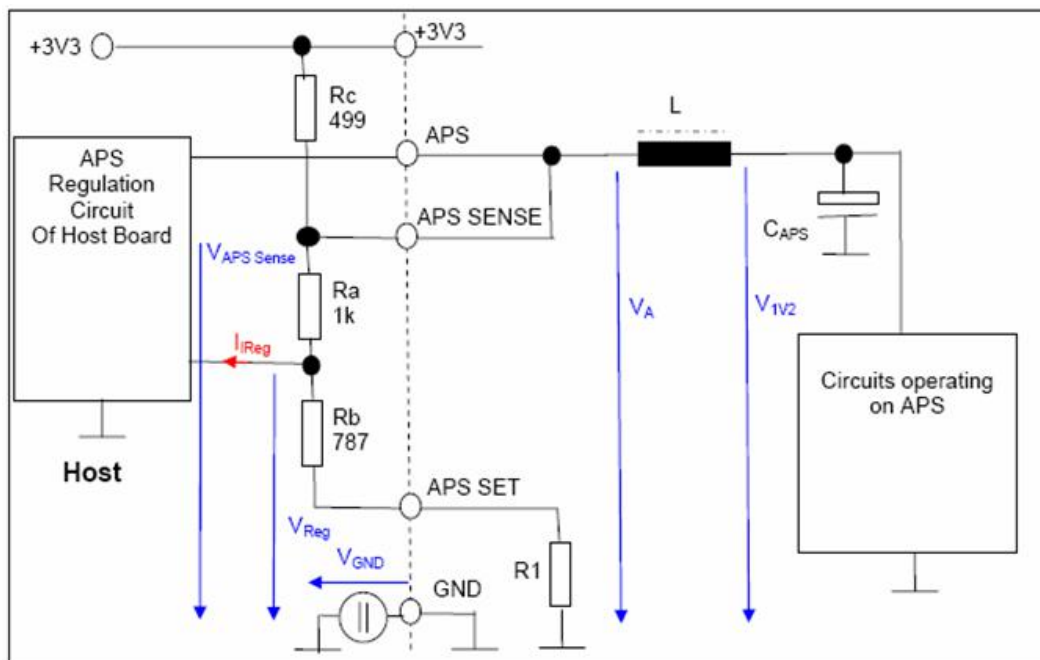 +3V3
+3V3
Rc
499
APS
L
APS
Regulation
Circuit
Of Host Board
APS SENSE
CAPS
VAPS Sense
Ra
1k
VA
V1V2
IIReg
Circuits operating
on APS
Rb
787
Host
APS SET
VReg
VGND
R1
GND